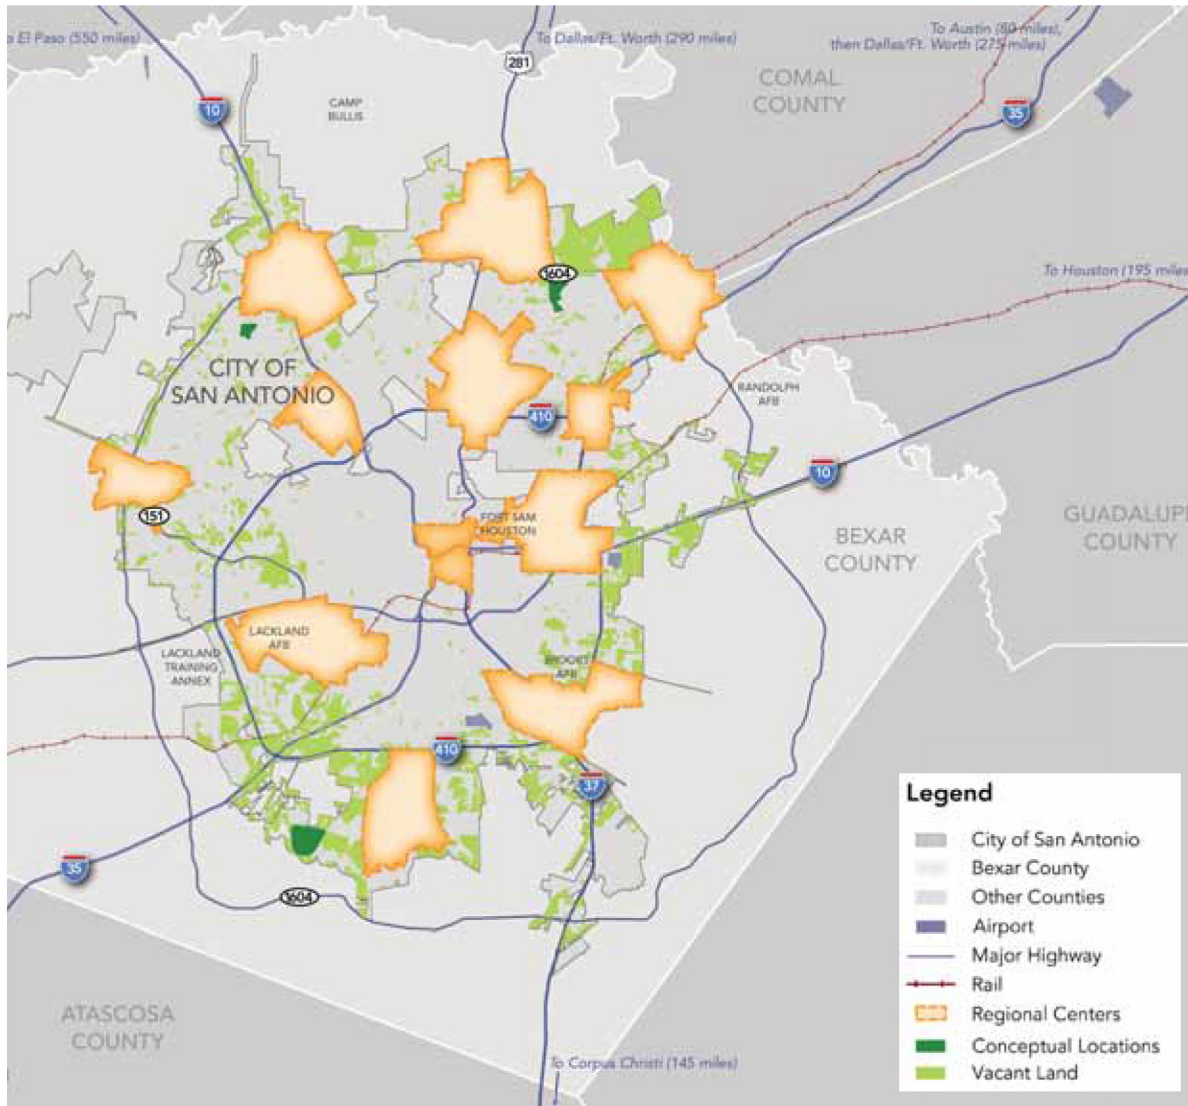 o El Paso (550 miles)
To Dallas/Ft. Worth (290 miles)
To Austin (80 miles),
then Dallas/Ft. Worth (275 miles)
281
COMAL
COUNTY
CAMP
BULLIS
10
35
1604
To Houston (195 miles
CITY OF
SAN ANTONIO
RANDOLPH
AFB
410
10
151
FORT SAM
HOUSTON
BEXAR
COUNTY
GUADALUPE
COUNTY
LACKLAND
AFB
LACKLAND
TRAINING
ANNEX
BROOKS
AFB
410
37
35
1604
ATASCOSA
COUNTY
To Corpus Christi (145 miles)
Legend
City of San Antonio
Bexar County
Other Counties
Airport
Major Highway
Rail
Regional Centers
Conceptual Locations
Vacant Land